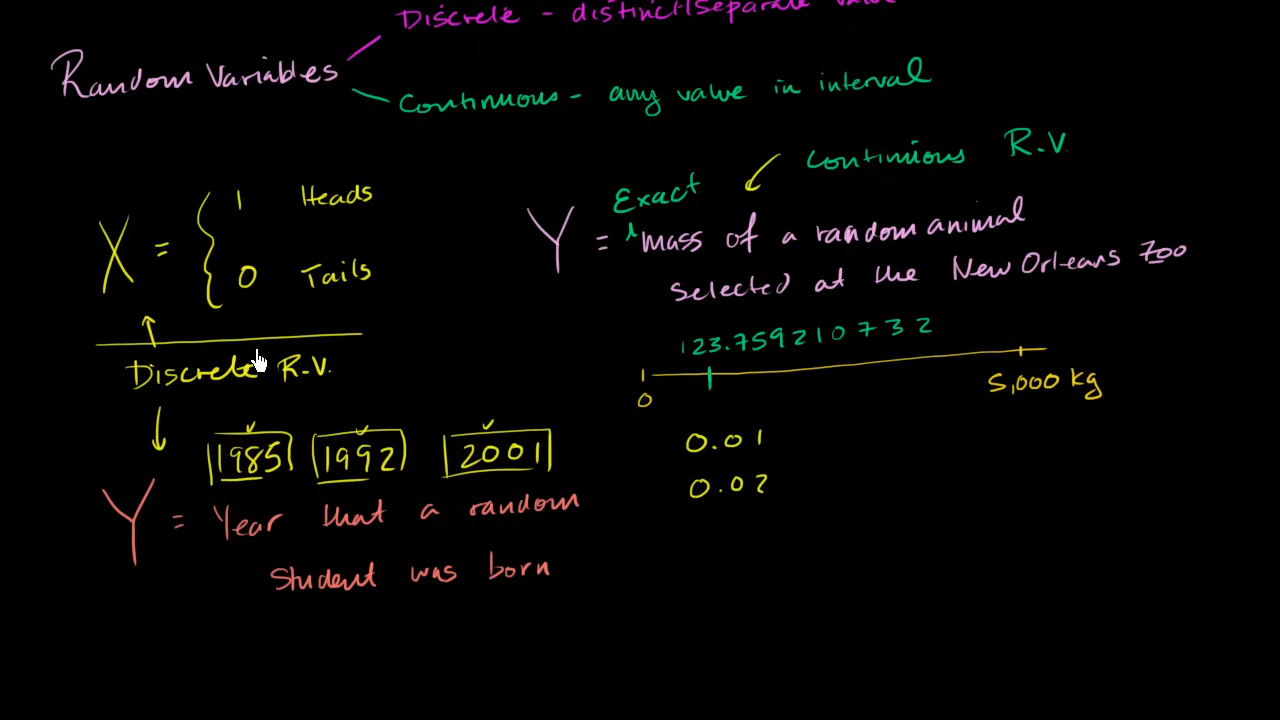 Discrete - distinct/separate value
Random Variables
Continuous - any value in interval
Continuous R.V.
Exact
X = { 1 Heads
0 Tails
Y = mass of a random animal
selected at the New Orleans Zoo
123.759210732
Discrete R.V.
0
5,000 kg
0.01
1985 1992 2001
0.02
Y = Year that a random
student was born